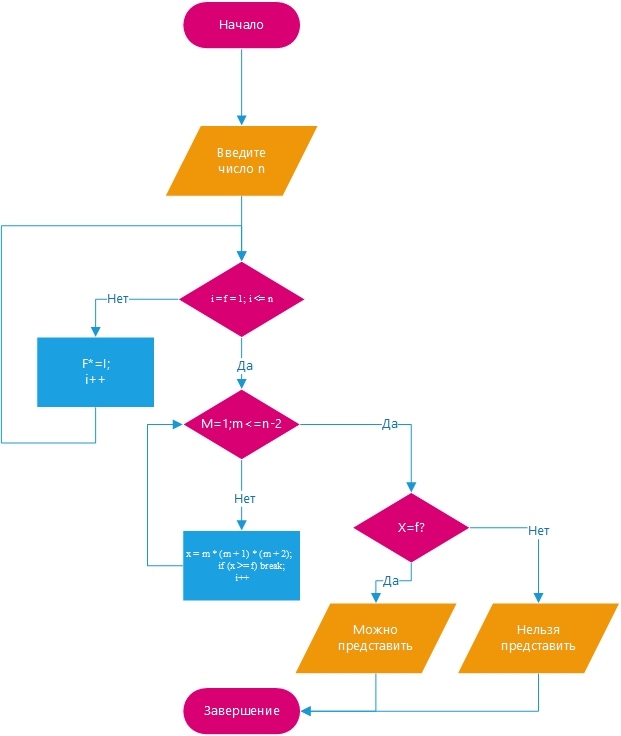 Начало
Введите
число n
i = f = 1; i <= n
Нет
F*=I;
i++
Да
M=1;m<=n-2
Да
Нет
x = m * (m + 1) * (m + 2);
if (x >= f) break;
i++
X=f?
Нет
Да
Можно
представить
Нельзя
представить
Завершение